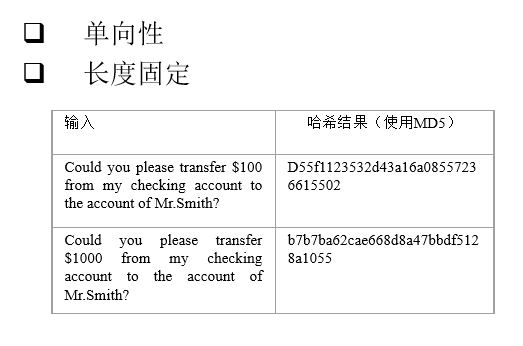 单向性
长度固定
输入
哈希结果（使用MD5）
Could you please transfer $100
from my checking account to
the account of Mr.Smith?
D55f1123532d43a16a0855723
6615502
Could you please transfer
$1000 from my checking
account to the account of
Mr.Smith?
b7b7ba62cae668d8a47bbdf512
8a1055